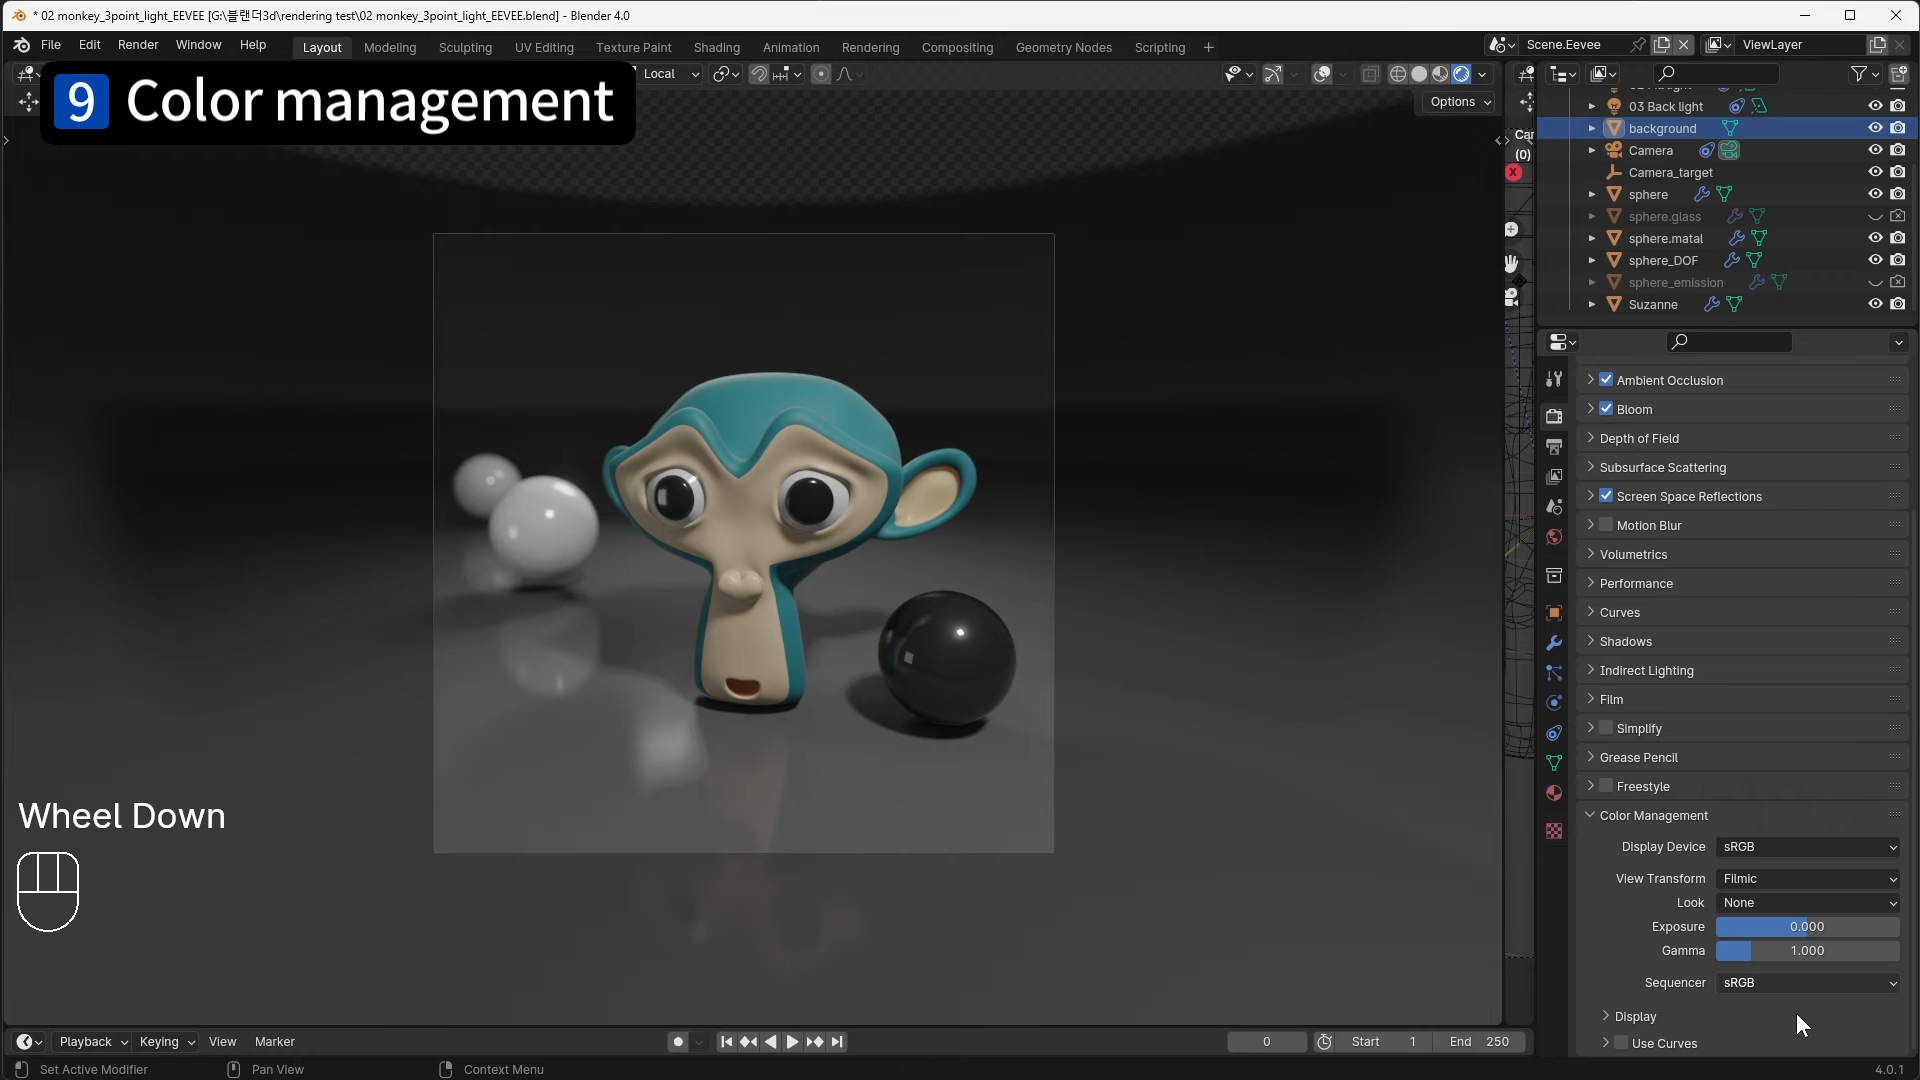 * 02 monkey_3point_light_EEVEE [G:\블랜더3d\rendering test\02 monkey_3point_light_EEVEE.blend] - Blender 4.0
File Edit Render Window Help Layout Modeling Sculpting UV Editing Texture Paint Shading Animation Rendering Compositing Geometry Nodes Scripting + Scene.Eevee ViewLayer
Local
9 Color management
Options
03 Back light
background
Camera
Camera_target
sphere
sphere.glass
sphere.matal
sphere_DOF
sphere_emission
Suzanne
(0)
X
Ambient Occlusion
Bloom
Depth of Field
Subsurface Scattering
Screen Space Reflections
Motion Blur
Volumetrics
Performance
Curves
Shadows
Indirect Lighting
Film
Simplify
Grease Pencil
Freestyle
Color Management
Display Device sRGB
View Transform Filmic
Look None
Exposure 0.000
Gamma 1.000
Sequencer sRGB
Display
Use Curves
Wheel Down
Playback Keying View Marker 0 Start 1 End 250
Set Active Modifier Pan View Context Menu 4.0.1